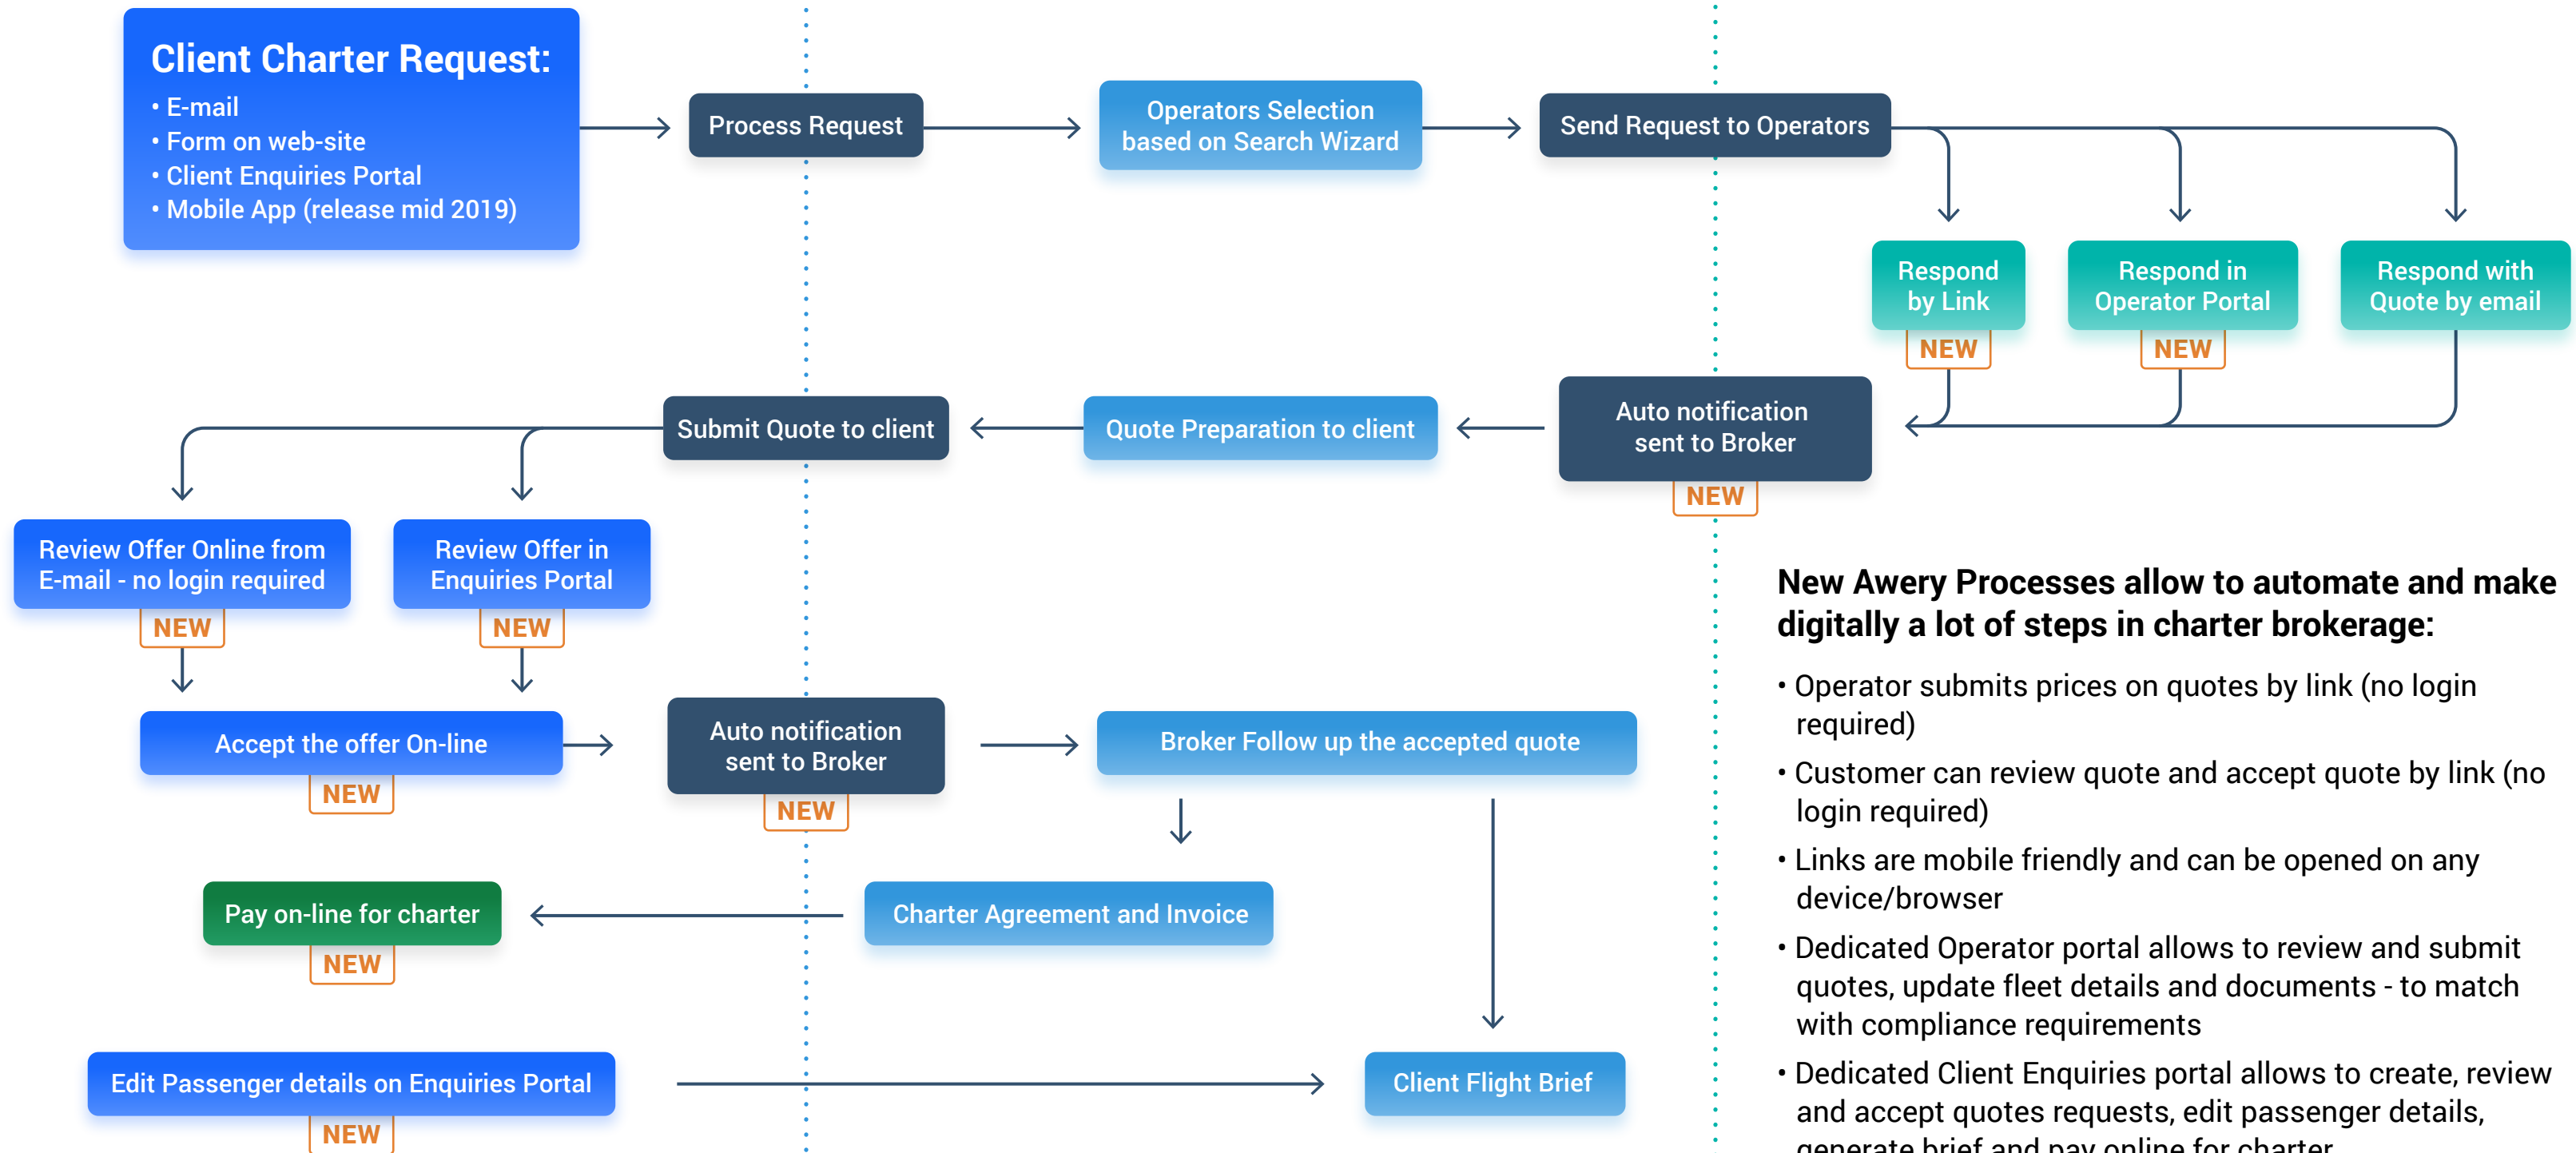 Client Charter Request:
• E-mail
• Form on web-site
• Client Enquiries Portal
• Mobile App (release mid 2019)
Process Request
Operators Selection
based on Search Wizard
Send Request to Operators
Respond
by Link
NEW
Respond in
Operator Portal
NEW
Respond with
Quote by email
Auto notification
sent to Broker
NEW
Quote Preparation to client
Submit Quote to client
Review Offer Online from
E-mail - no login required
NEW
Review Offer in
Enquiries Portal
NEW
Accept the offer On-line
NEW
Auto notification
sent to Broker
NEW
Broker Follow up the accepted quote
Charter Agreement and Invoice
Pay on-line for charter
NEW
Edit Passenger details on Enquiries Portal
NEW
Client Flight Brief
New Awery Processes allow to automate and make
digitally a lot of steps in charter brokerage:
• Operator submits prices on quotes by link (no login
required)
• Customer can review quote and accept quote by link (no
login required)
• Links are mobile friendly and can be opened on any
device/browser
• Dedicated Operator portal allows to review and submit
quotes, update fleet details and documents - to match
with compliance requirements
• Dedicated Client Enquiries portal allows to create, review
and accept quotes requests, edit passenger details,
generate brief and pay online for charter